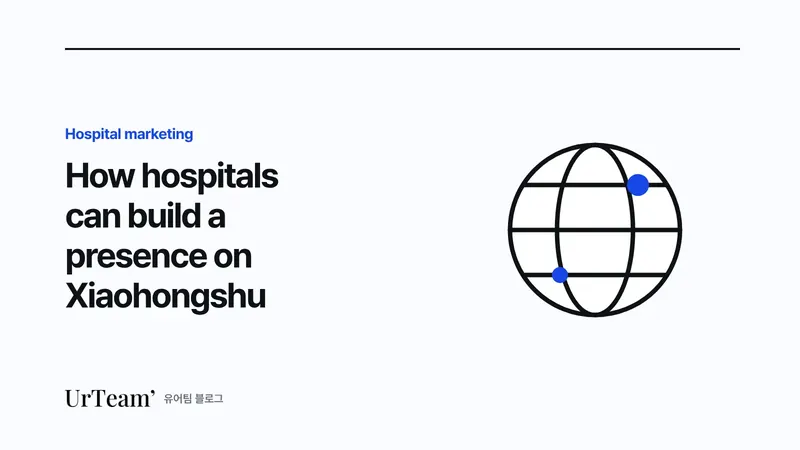 Hospital marketing
How hospitals
can build a
presence on
Xiaohongshu
UrTeam’ 유어팀 블로그